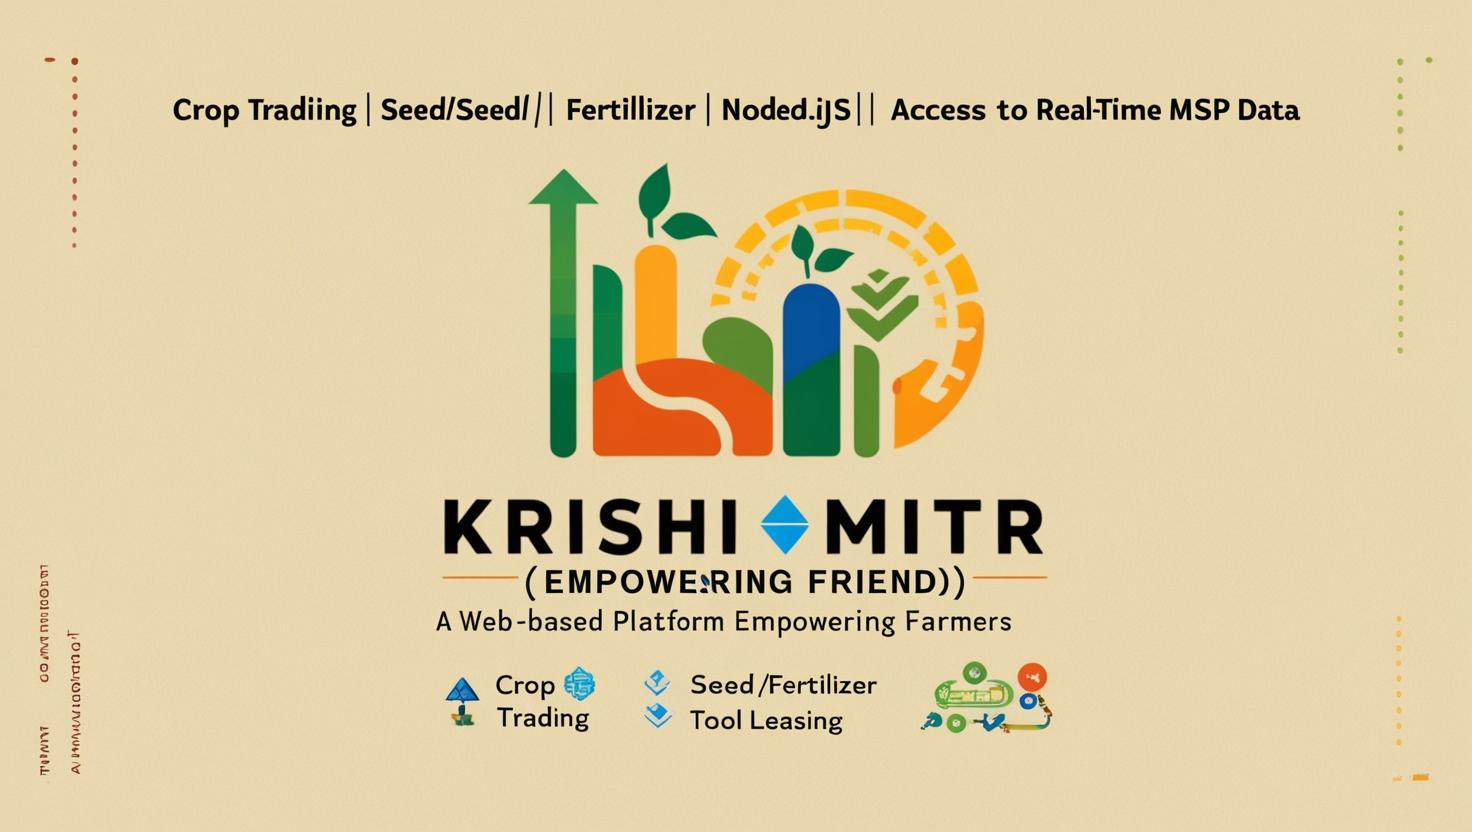 Crop Tradiing | Seed/Seed/ || Fertillizer | Noded.iJS || Access to Real-Time MSP Data
KRISHI MITR
(EMPOWERING FRIEND))
A Web-based Platform Empowering Farmers
Crop Trading
Seed/Fertilizer
Tool Leasing